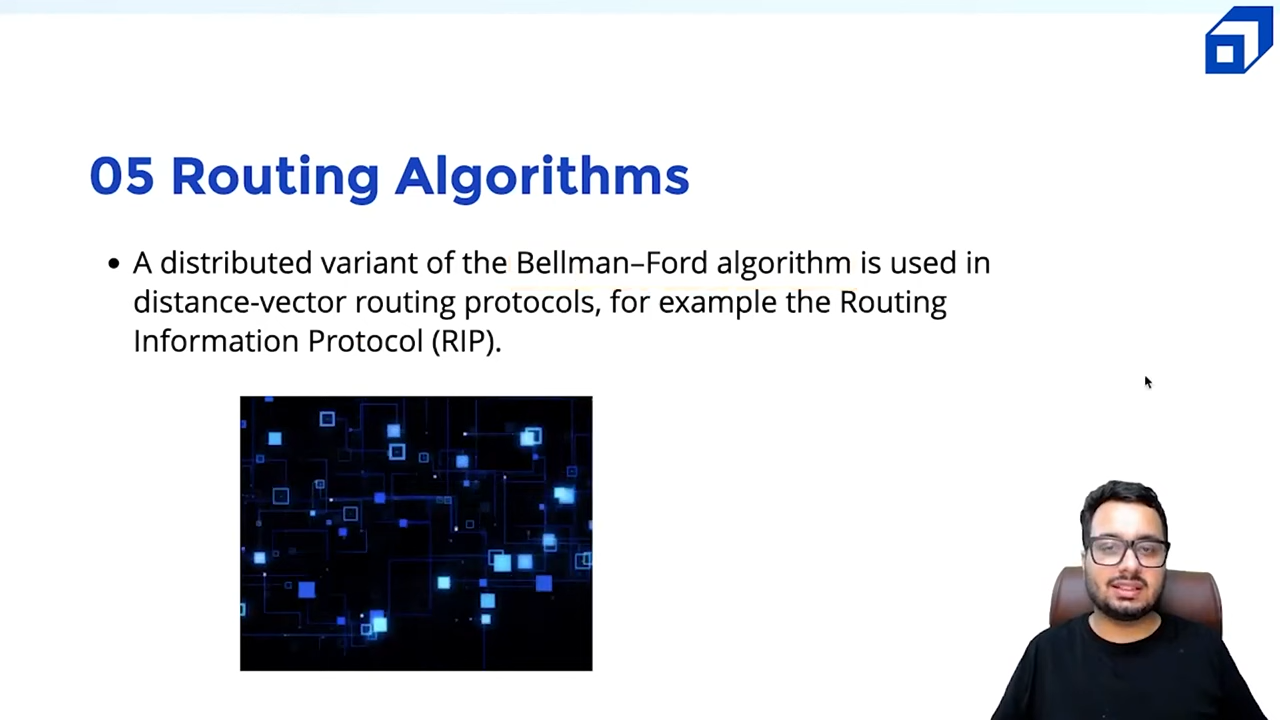 05 Routing Algorithms
• A distributed variant of the Bellman–Ford algorithm is used in
distance-vector routing protocols, for example the Routing
Information Protocol (RIP).